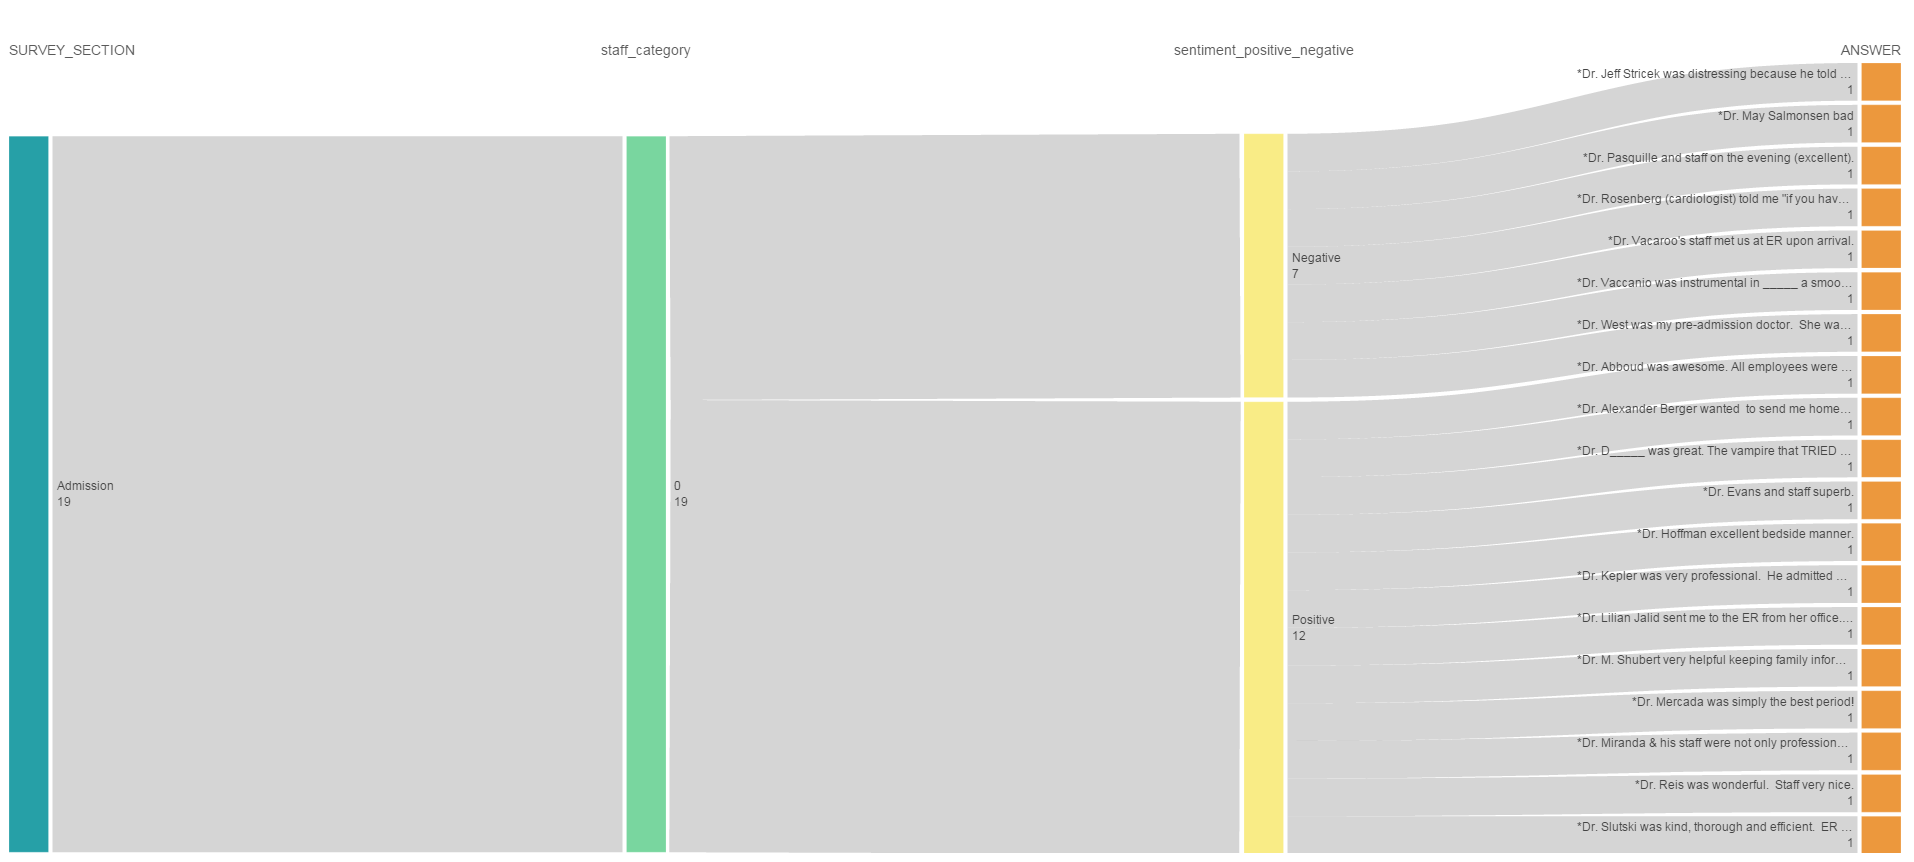 SURVEY_SECTION
staff_category
sentiment_positive_negative
ANSWER
Admission
19
0
19
Negative
7
Positive
12
*Dr. Jeff Stricek was distressing because he told ...
1
*Dr. May Salmonsen bad
1
*Dr. Pasquille and staff on the evening (excellent).
1
*Dr. Rosenberg (cardiologist) told me "if you hav...
1
*Dr. Vacaroo's staff met us at ER upon arrival.
1
*Dr. Vaccanio was instrumental in _____ a smoo...
1
*Dr. West was my pre-admission doctor.  She wa...
1
*Dr. Abboud was awesome. All employees were ...
1
*Dr. Alexander Berger wanted  to send me home...
1
*Dr. D_____ was great. The vampire that TRIED ...
1
*Dr. Evans and staff superb.
1
*Dr. Hoffman excellent bedside manner.
1
*Dr. Kepler was very professional.  He admitted ...
1
*Dr. Lilian Jalid sent me to the ER from her office....
1
*Dr. M. Shubert very helpful keeping family infor...
1
*Dr. Mercada was simply the best period!
1
*Dr. Miranda & his staff were not only profession...
1
*Dr. Reis was wonderful.  Staff very nice.
1
*Dr. Slutski was kind, thorough and efficient.  ER ...
1